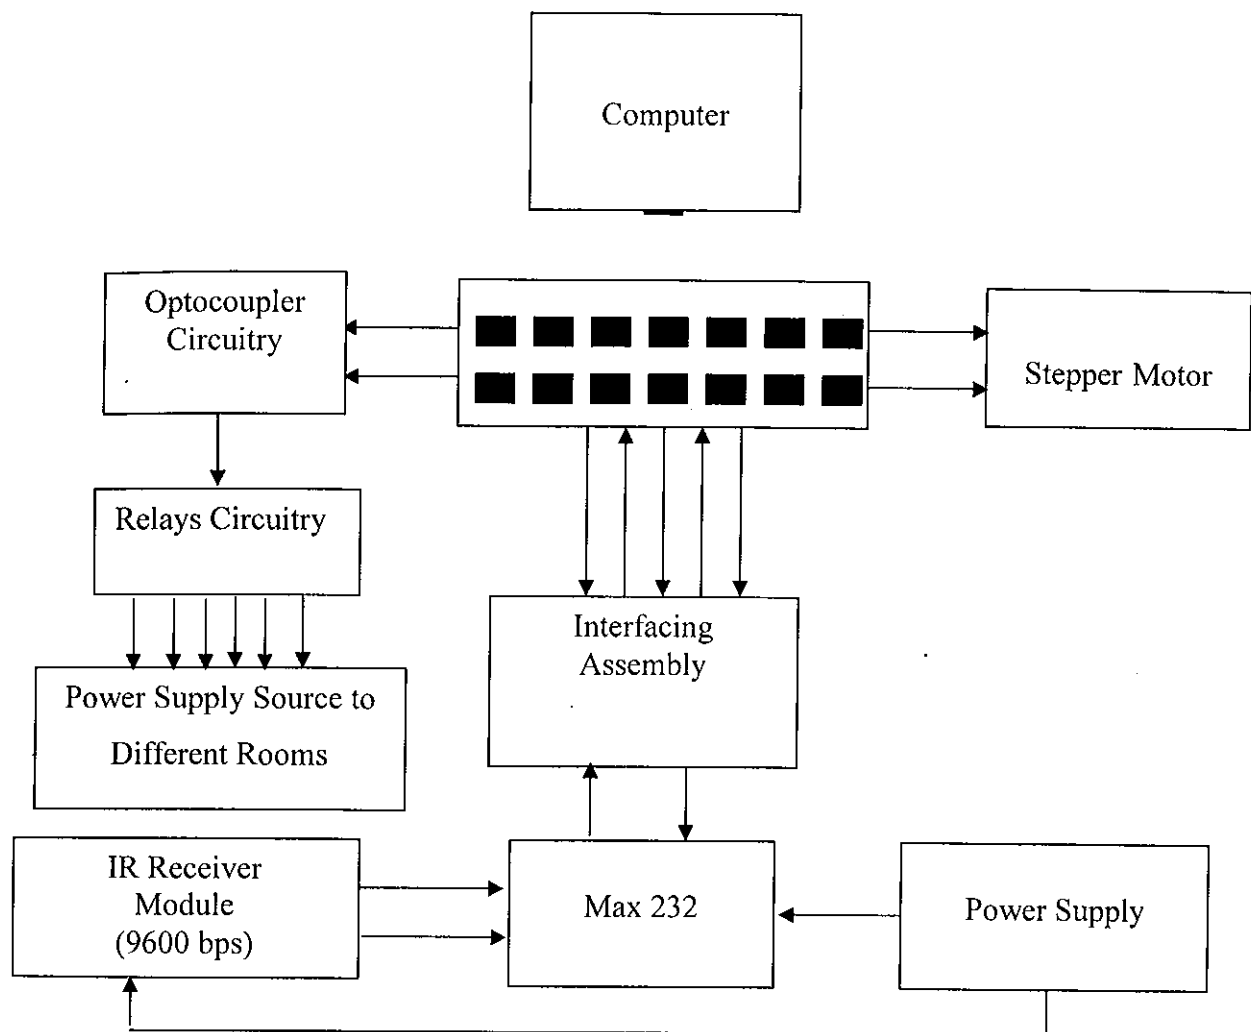 Computer
Optocoupler
Circuitry
Stepper Motor
Relays Circuitry
Interfacing
Assembly
Power Supply Source to
Different Rooms
IR Receiver
Module
(9600 bps)
Max 232
Power Supply